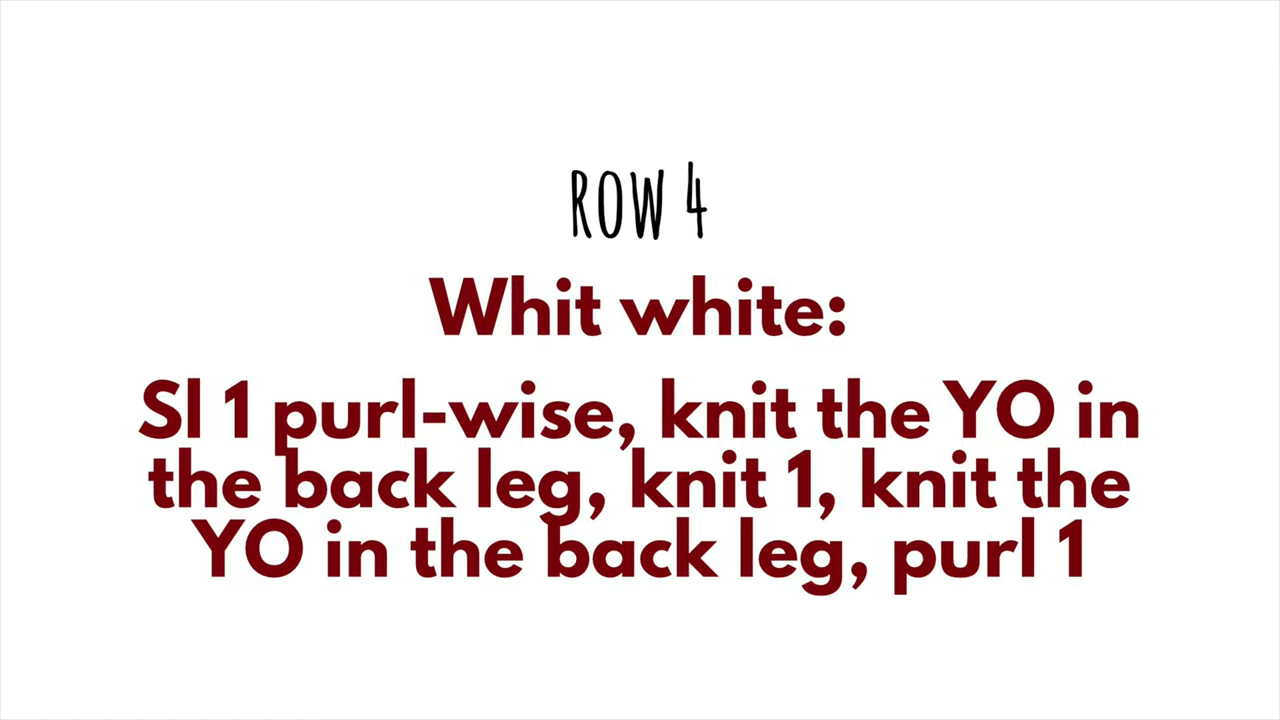 ROW 4
Whit white:
Sl 1 purl-wise, knit the YO in
the back leg, knit 1, knit the
YO in the back leg, purl 1